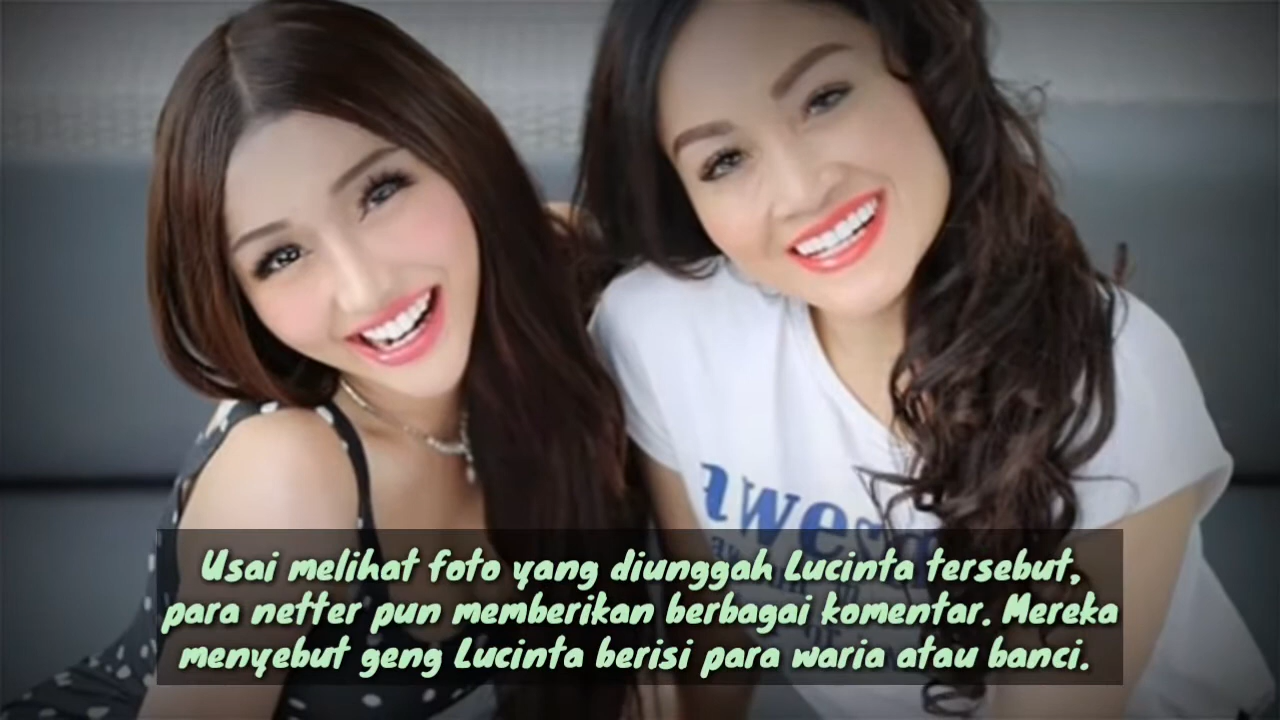 awes
Usai melihat foto yang diunggah Lucinta tersebut,
para netter pun memberikan berbagai komentar. Mereka
menyebut geng Lucinta berisi para waria atau banci.